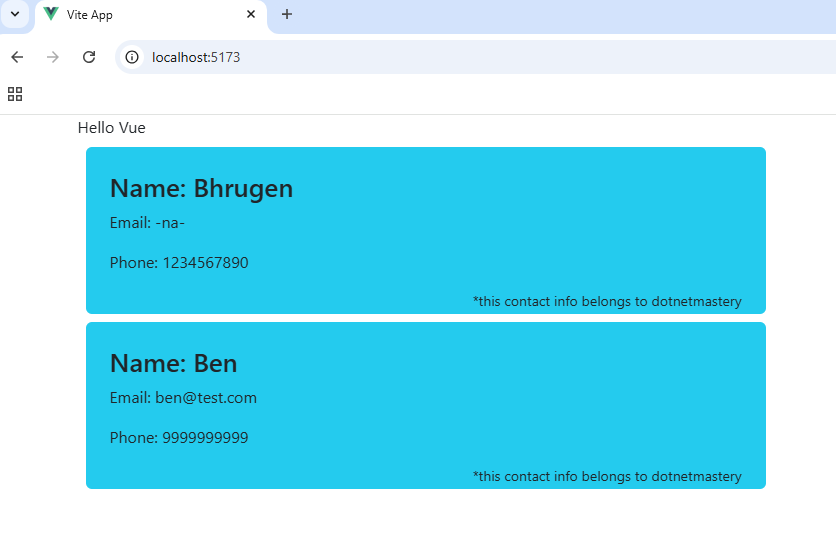 Vite App
localhost:5173
Hello Vue
Name: Bhrugen
Email: -na-
Phone: 1234567890
*this contact info belongs to dotnetmastery
Name: Ben
Email: ben@test.com
Phone: 9999999999
*this contact info belongs to dotnetmastery